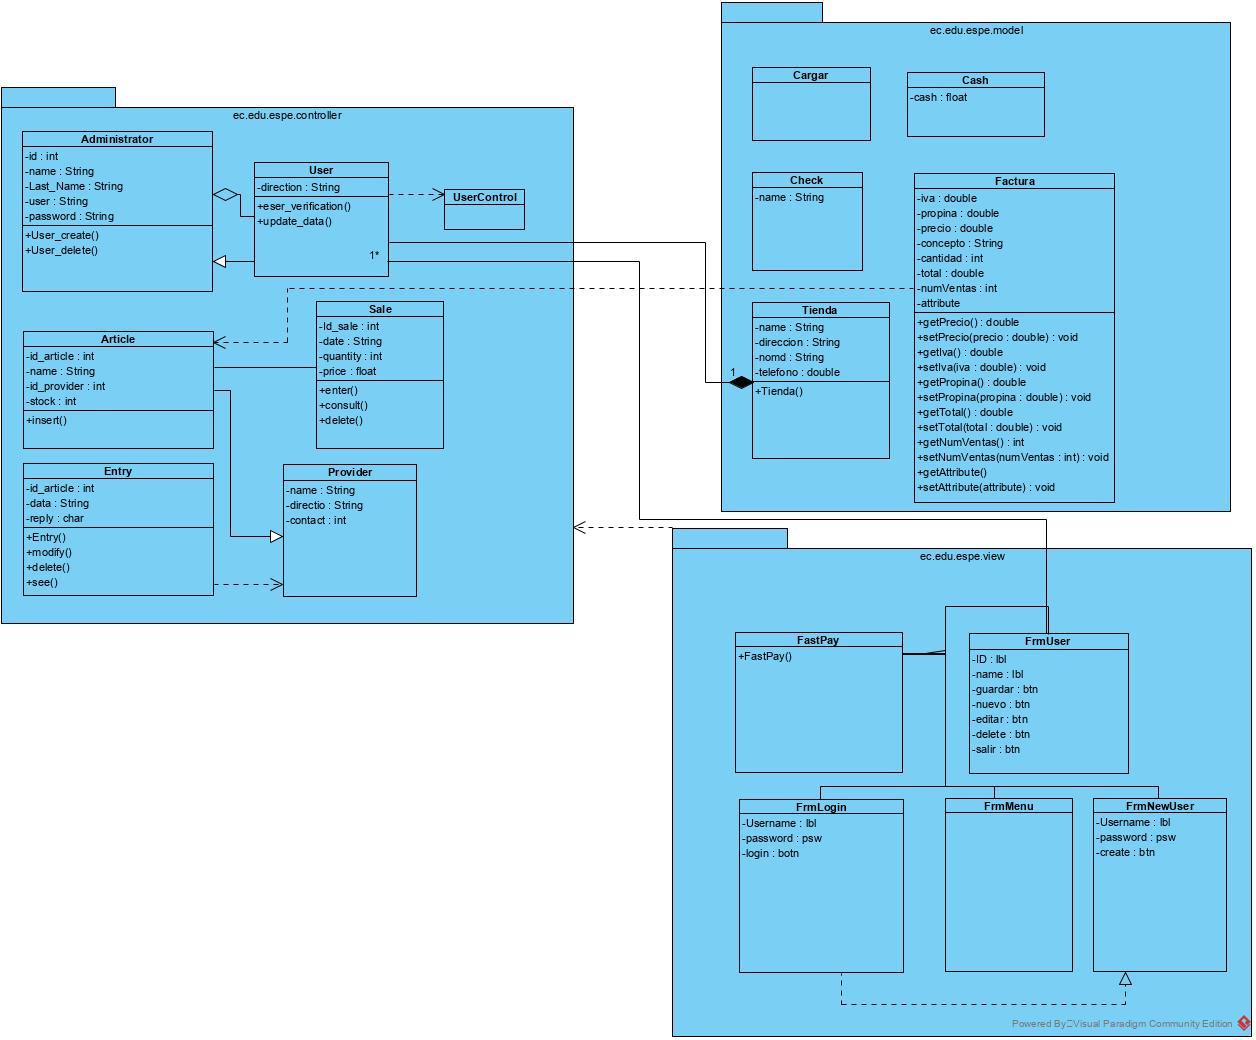 ec.edu.espe.controller
Administrator
-id : int
-name : String
-Last_Name : String
-user : String
-password : String
+User_create()
+User_delete()
User
-direction : String
+eser_verification()
+update_data()
1*
UserControl
Article
-id_article : int
-name : String
-id_provider : int
-stock : int
+insert()
Sale
-Id_sale : int
-date : String
-quantity : int
-price : float
+enter()
+consult()
+delete()
Entry
-id_article : int
-data : String
-reply : char
+Entry()
+modify()
+delete()
+see()
Provider
-name : String
-directio : String
-contact : int
ec.edu.espe.model
Cargar
Cash
-cash : float
Check
-name : String
Factura
-iva : double
-propina : double
-precio : double
-concepto : String
-cantidad : int
-total : double
-numVentas : int
-attribute
+getPrecio() : double
+setPrecio(precio : double) : void
+getIva() : double
+setIva(iva : double) : void
+getPropina() : double
+setPropina(propina : double) : void
+getTotal() : double
+setTotal(total : double) : void
+getNumVentas() : int
+setNumVentas(numVentas : int) : void
+getAttribute()
+setAttribute(attribute) : void
Tienda
-name : String
-direccion : String
-nomd : String
-telefono : double
+Tienda()
1
ec.edu.espe.view
FastPay
+FastPay()
FrmUser
-ID : lbl
-name : lbl
-guardar : btn
-nuevo : btn
-editar : btn
-delete : btn
-salir : btn
FrmLogin
-Username : lbl
-password : psw
-login : botn
FrmMenu
FrmNewUser
-Username : lbl
-password : psw
-create : btn
Powered By Visual Paradigm Community Edition